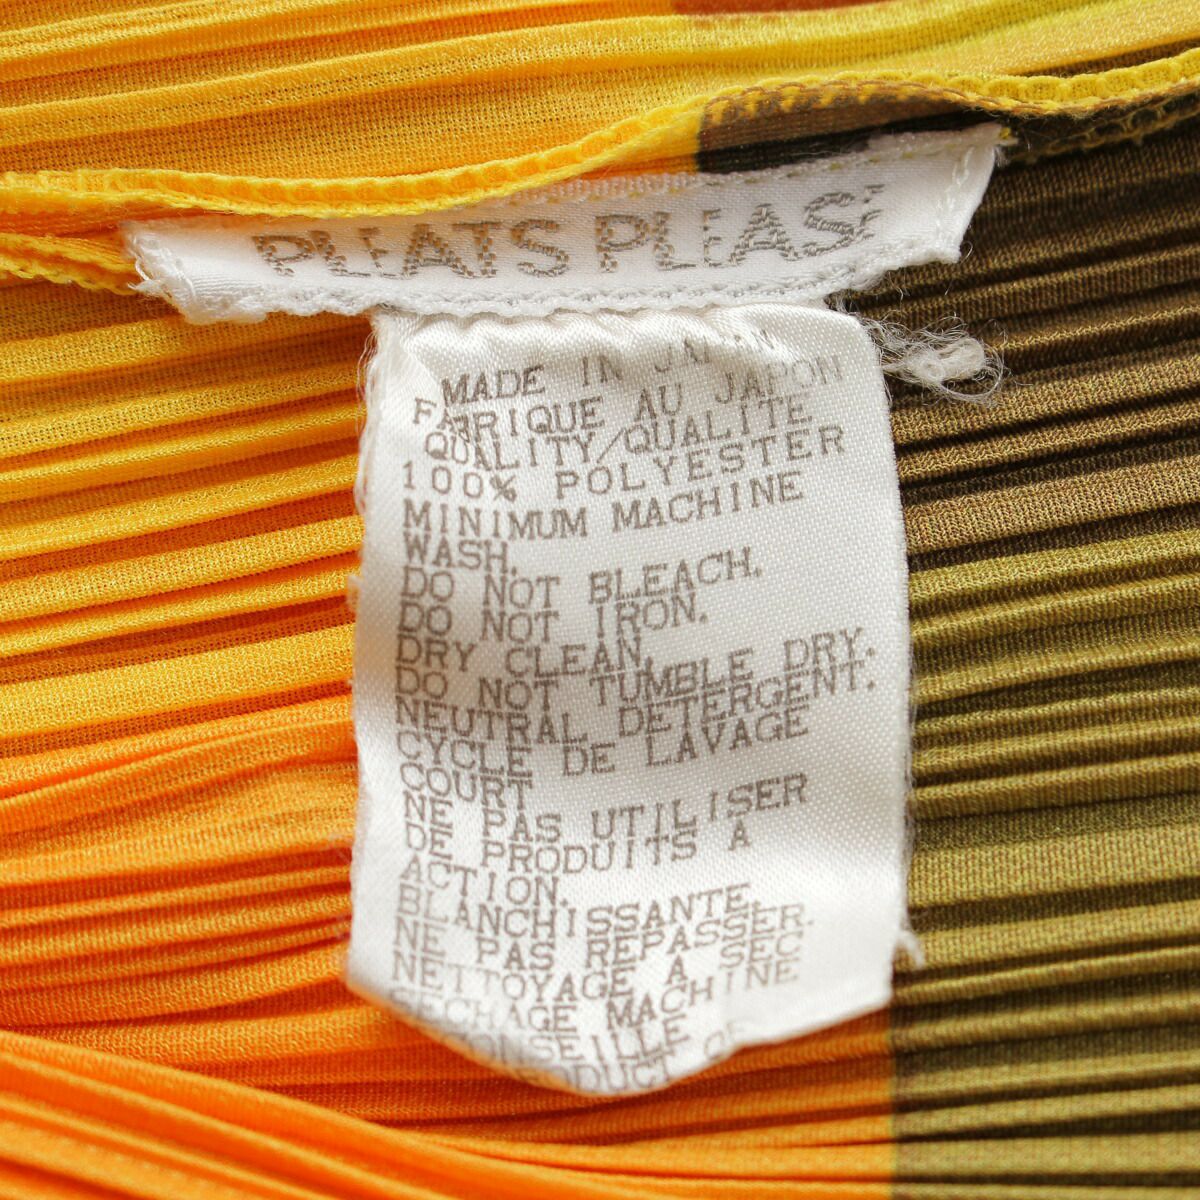 PLEATS PLEASE
MADE IN JAPAN
FABRIQUE AU JAPON
QUALITY/QUALITE
100% POLYESTER
MINIMUM MACHINE
WASH.
DO NOT BLEACH.
DO NOT IRON.
DRY CLEAN.
DO NOT TUMBLE DRY.
NEUTRAL DETERGENT.
CYCLE DE LAVAGE
COURT
NE PAS UTILISER
DE PRODUITS A
ACTION.
BLANCHISSANTE.
NE PAS REPASSER.
NETTOYAGE A SEC
SECHAGE MACHINE